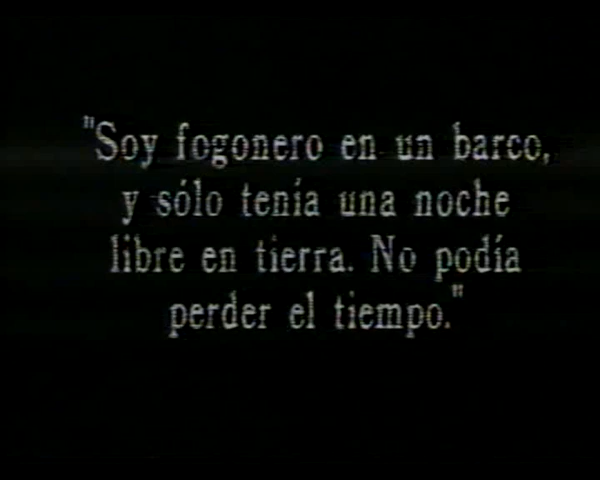 "Soy fogonero en un barco,
y sólo tenía una noche
libre en tierra. No podía
perder el tiempo."